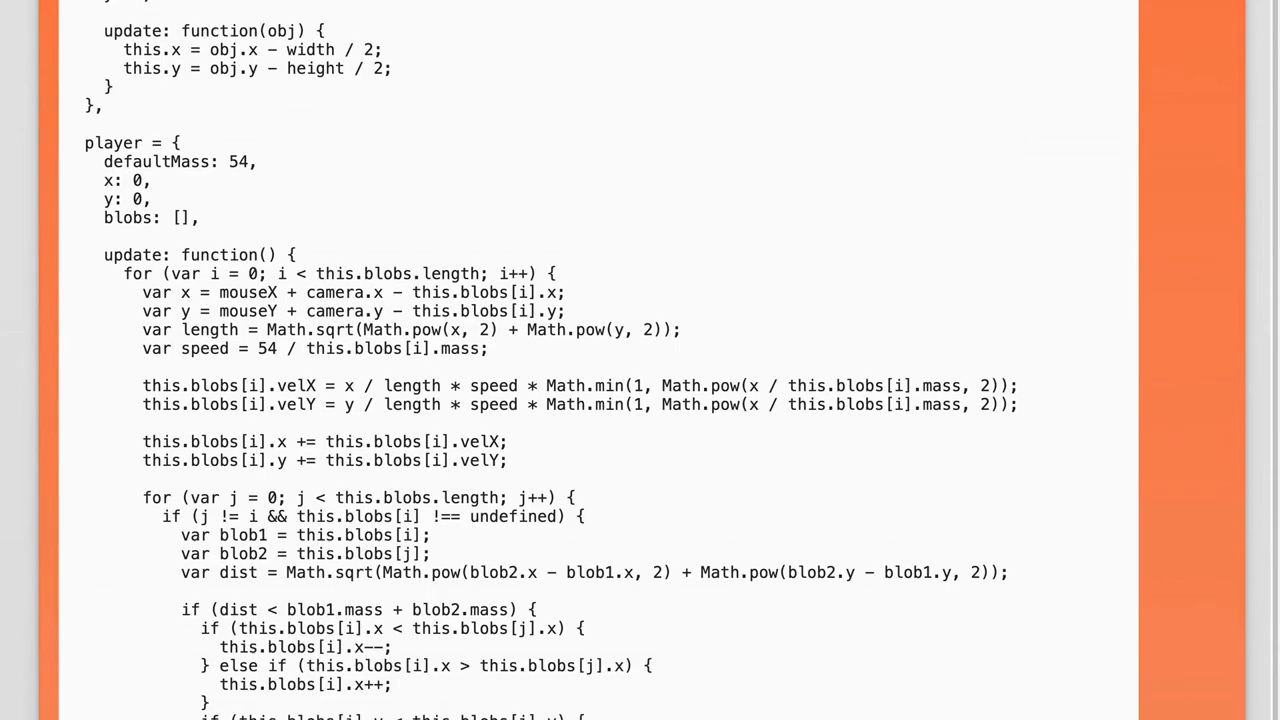 update: function(obj) {
this.x = obj.x - width / 2;
this.y = obj.y - height / 2;
}
},
player = {
defaultMass: 54,
x: 0,
y: 0,
blobs: [],
update: function() {
for (var i = 0; i < this.blobs.length; i++) {
var x = mouseX + camera.x - this.blobs[i].x;
var y = mouseY + camera.y - this.blobs[i].y;
var length = Math.sqrt(Math.pow(x, 2) + Math.pow(y, 2));
var speed = 54 / this.blobs[i].mass;
this.blobs[i].velX = x / length * speed * Math.min(1, Math.pow(x / this.blobs[i].mass, 2));
this.blobs[i].velY = y / length * speed * Math.min(1, Math.pow(x / this.blobs[i].mass, 2));
this.blobs[i].x += this.blobs[i].velX;
this.blobs[i].y += this.blobs[i].velY;
for (var j = 0; j < this.blobs.length; j++) {
if (j != i && this.blobs[i] !== undefined) {
var blob1 = this.blobs[i];
var blob2 = this.blobs[j];
var dist = Math.sqrt(Math.pow(blob2.x - blob1.x, 2) + Math.pow(blob2.y - blob1.y, 2));
if (dist < blob1.mass + blob2.mass) {
if (this.blobs[i].x < this.blobs[j].x) {
this.blobs[i].x--;
} else if (this.blobs[i].x > this.blobs[j].x) {
this.blobs[i].x++;
}
if (this.blobs[i].y < this.blobs[j].y) {